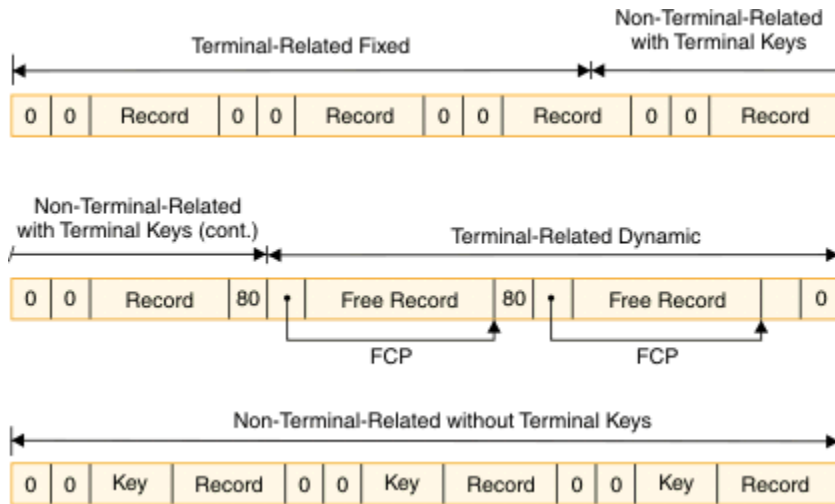 Terminal-Related Fixed
Non-Terminal-Related
with Terminal Keys
0 0 Record 0 0 Record 0 0 Record 0 0 Record
Non-Terminal-Related
with Terminal Keys (cont.)
Terminal-Related Dynamic
0 0 Record 80 Free Record 80 Free Record 0
FCP FCP
Non-Terminal-Related without Terminal Keys
0 0 Key Record 0 0 Key Record 0 0 Key Record